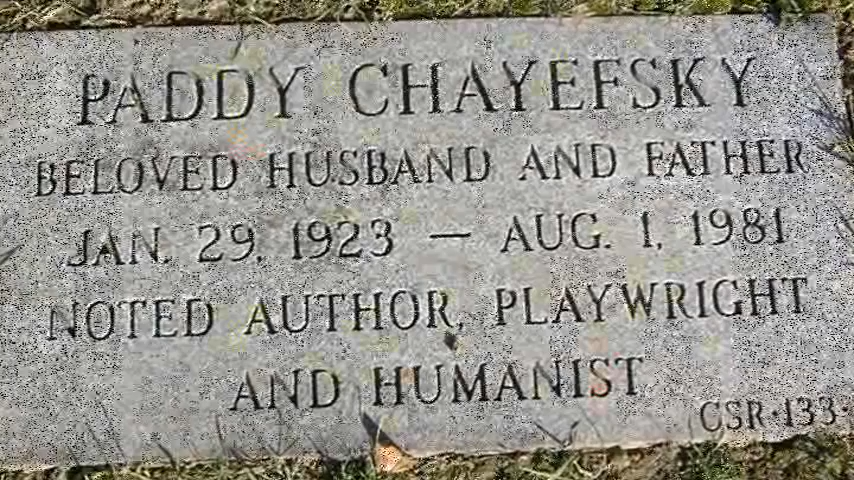 PADDY CHAYEFSKY
BELOVED HUSBAND AND FATHER
JAN. 29, 1923 — AUG. 1, 1981
NOTED AUTHOR, PLAYWRIGHT
AND HUMANIST
CSR·133·